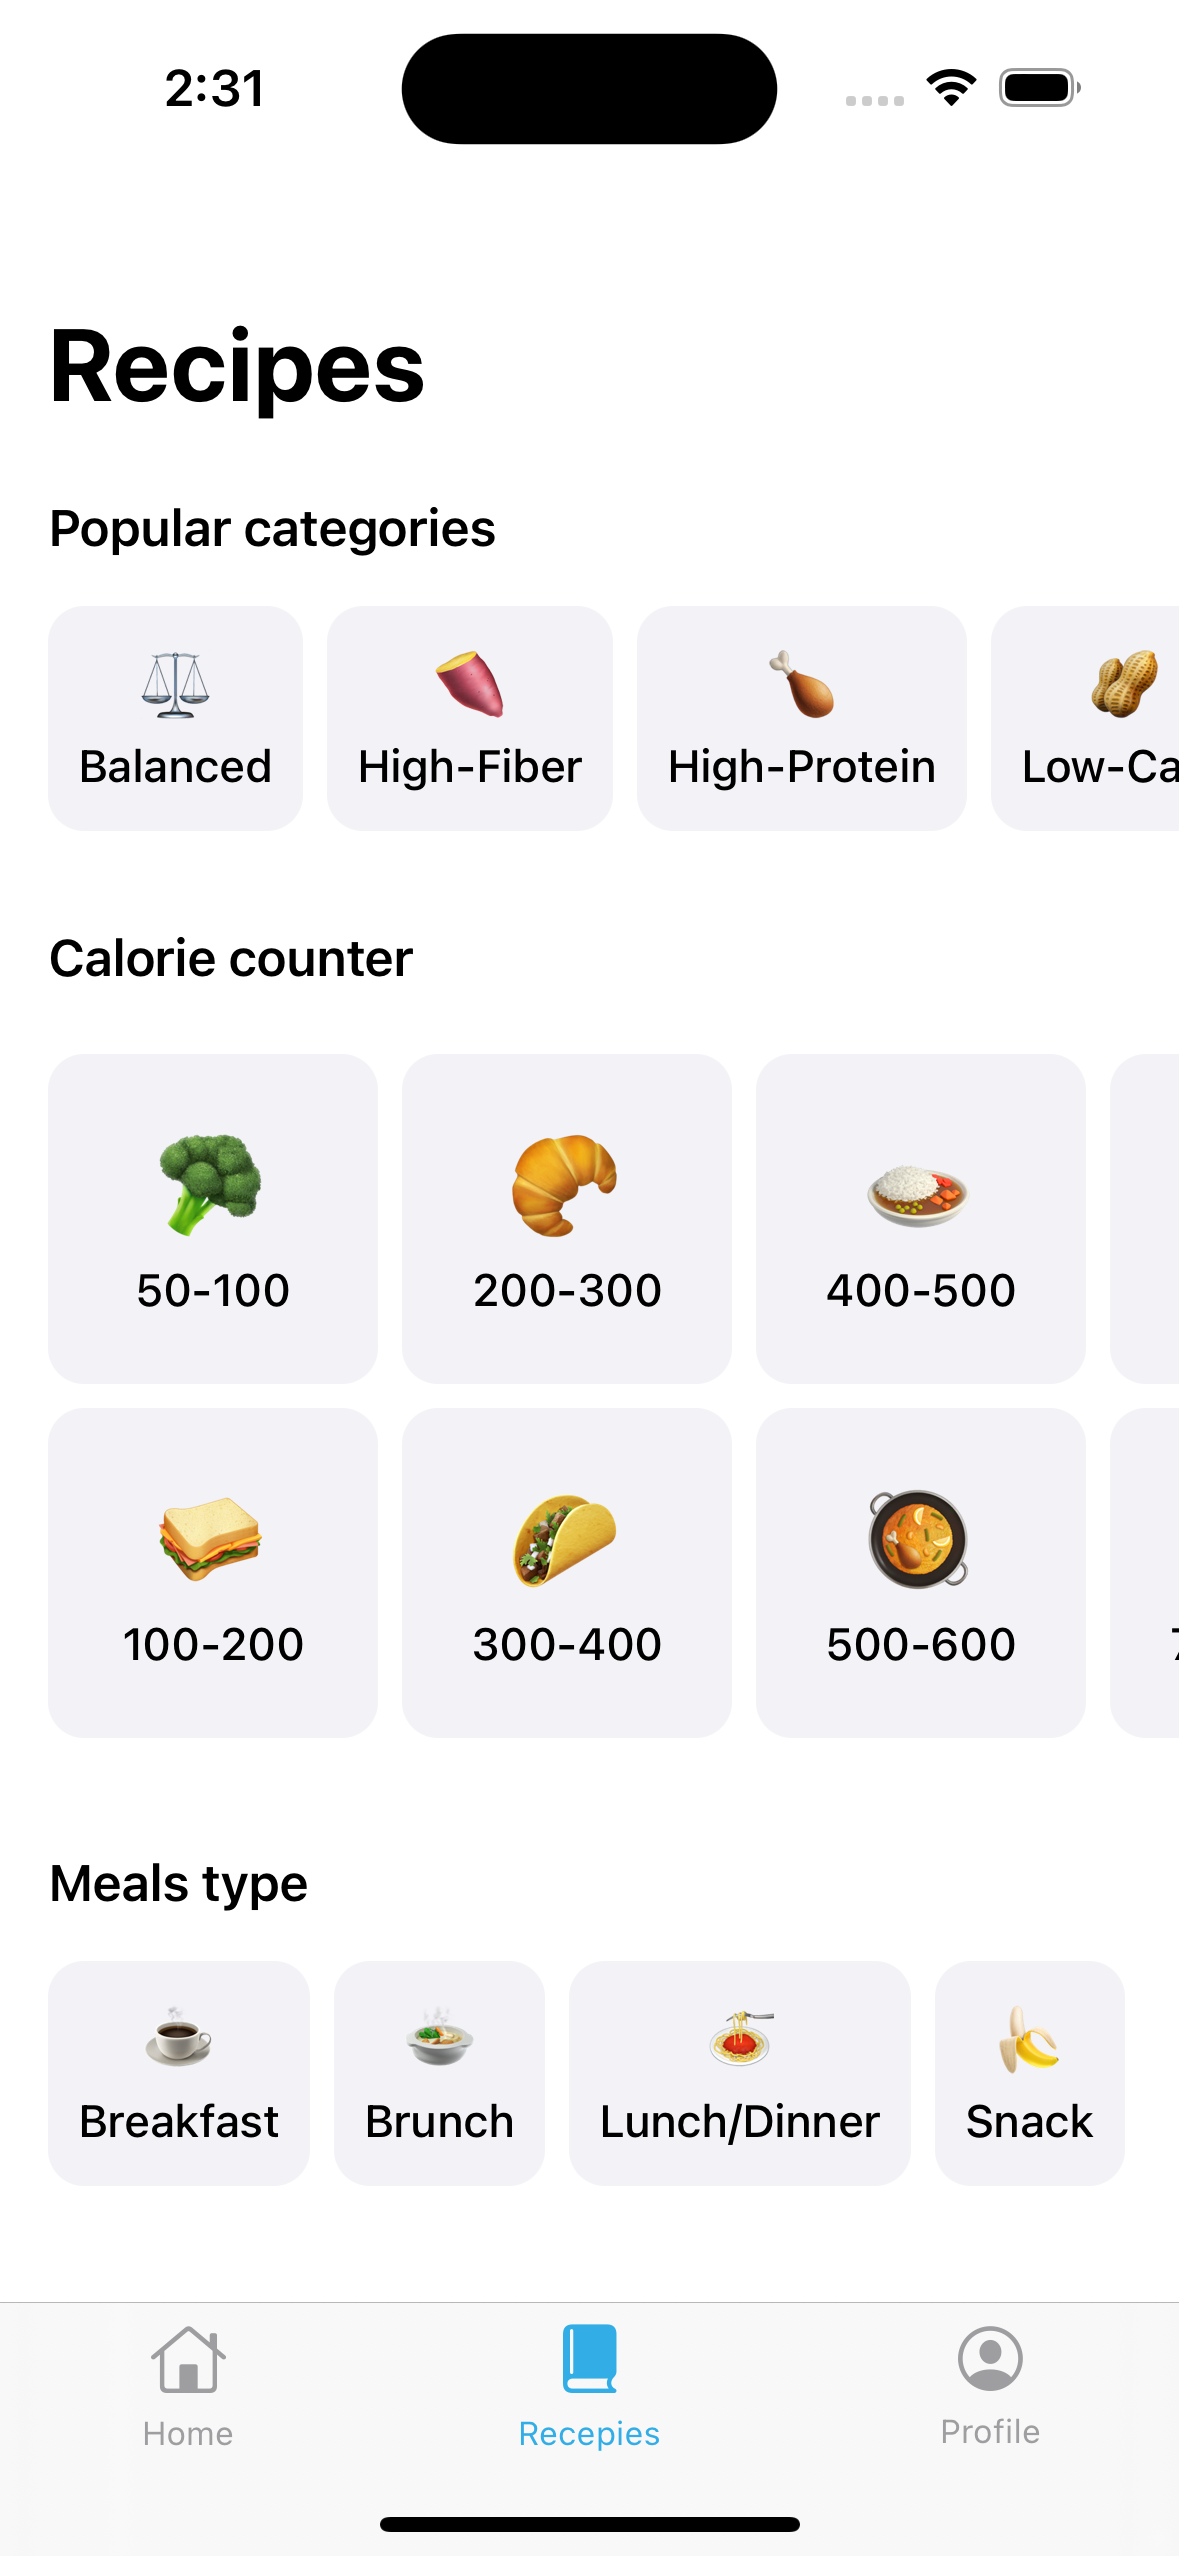 2:31
Recipes
Popular categories
Balanced High-Fiber High-Protein Low-Ca
Calorie counter
50-100 200-300 400-500
100-200 300-400 500-600 7
Meals type
Breakfast Brunch Lunch/Dinner Snack
Home Recepies Profile